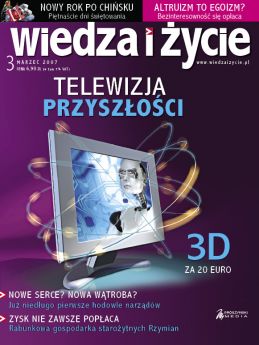 NOWY ROK PO CHIŃSKU
Piętnaście dni świętowania
ALTRUIZM TO EGOIZM?
Bezinteresowność się opłaca
wiedza i życie
3
MARZEC 2007
www.wiedzaizycie.pl
TELEWIZJA
PRZYSZŁOŚCI
3D
ZA 20 EURO
> NOWE SERCE? NOWA WĄTROBA?
Już niedługo pierwsze hodowle narządów
> ZYSK NIE ZAWSZE POPŁACA
Rabunkowa gospodarka starożytnych Rzymian
PRÓSZYŃSKI
MEDIA